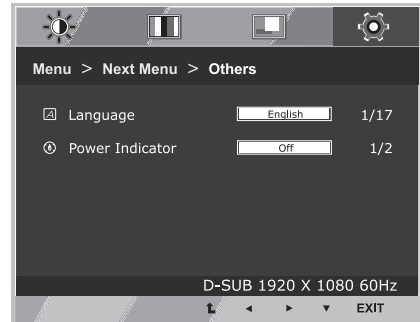 Menu > Next Menu > Others
Language English 1/17
Power Indicator Off 1/2
D-SUB 1920 X 1080 60Hz
EXIT